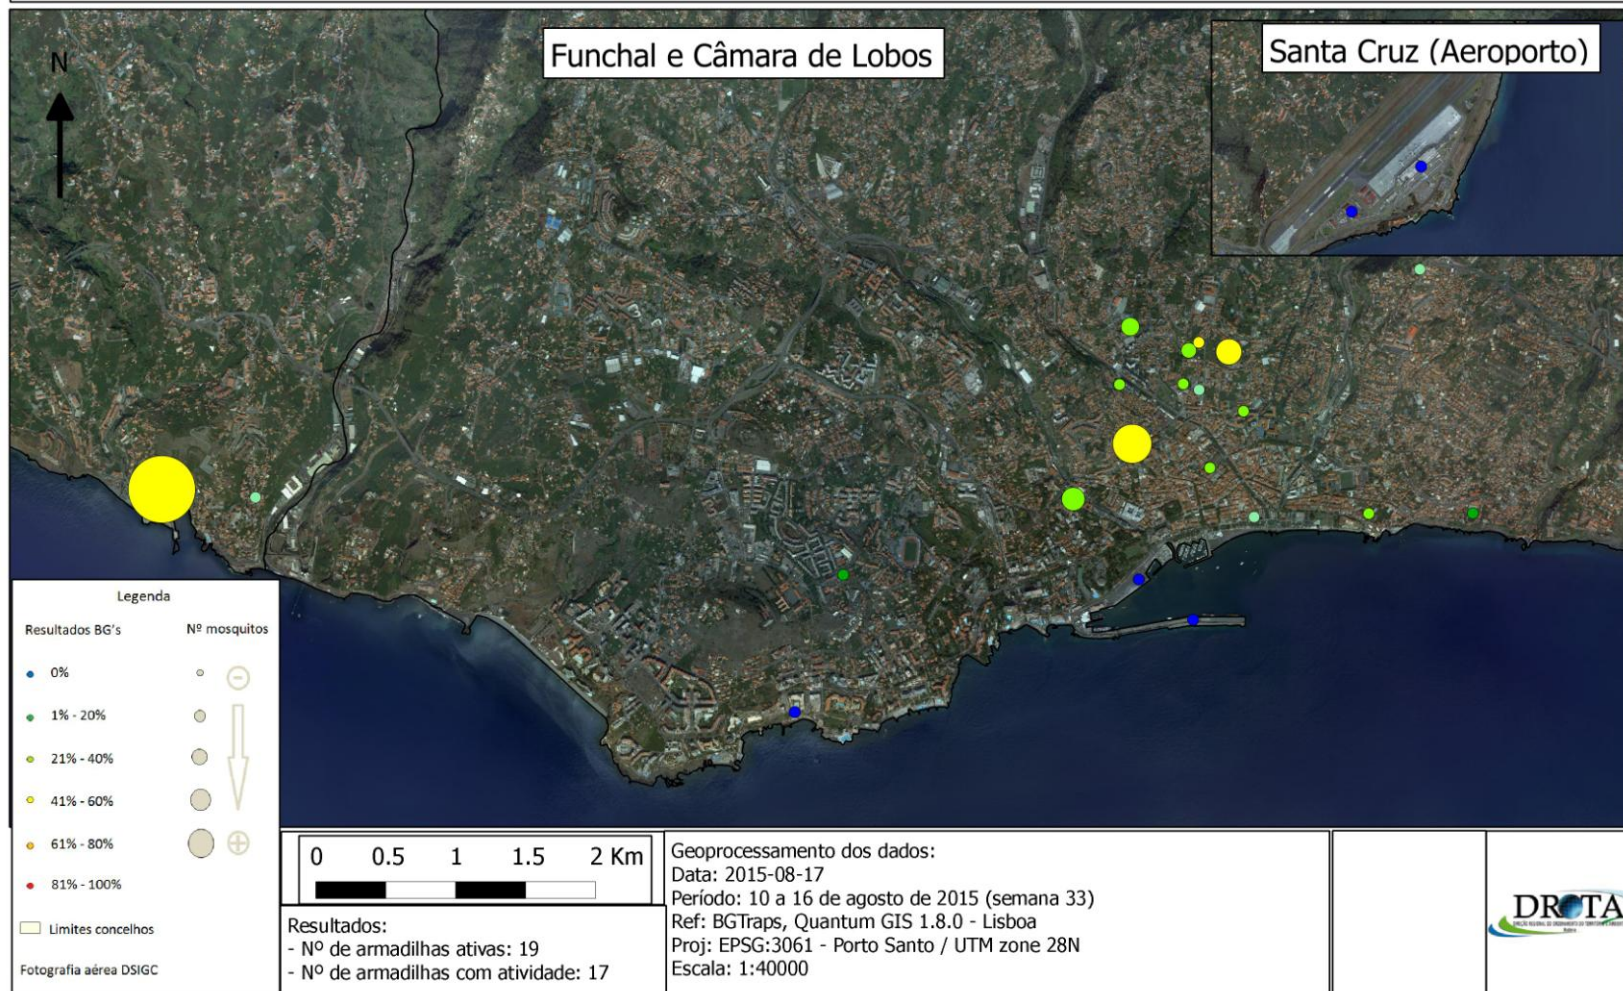 Funchal e Câmara de Lobos
Santa Cruz (Aeroporto)
N
Legenda
Resultados BG's
Nº mosquitos
0%
1% - 20%
21% - 40%
41% - 60%
61% - 80%
81% - 100%
Limites concelhos
Fotografia aérea DSIGC
0 0.5 1 1.5 2 Km
Resultados:
- Nº de armadilhas ativas: 19
- Nº de armadilhas com atividade: 17
Geoprocessamento dos dados:
Data: 2015-08-17
Período: 10 a 16 de agosto de 2015 (semana 33)
Ref: BGTraps, Quantum GIS 1.8.0 - Lisboa
Proj: EPSG:3061 - Porto Santo / UTM zone 28N
Escala: 1:40000
DROTA